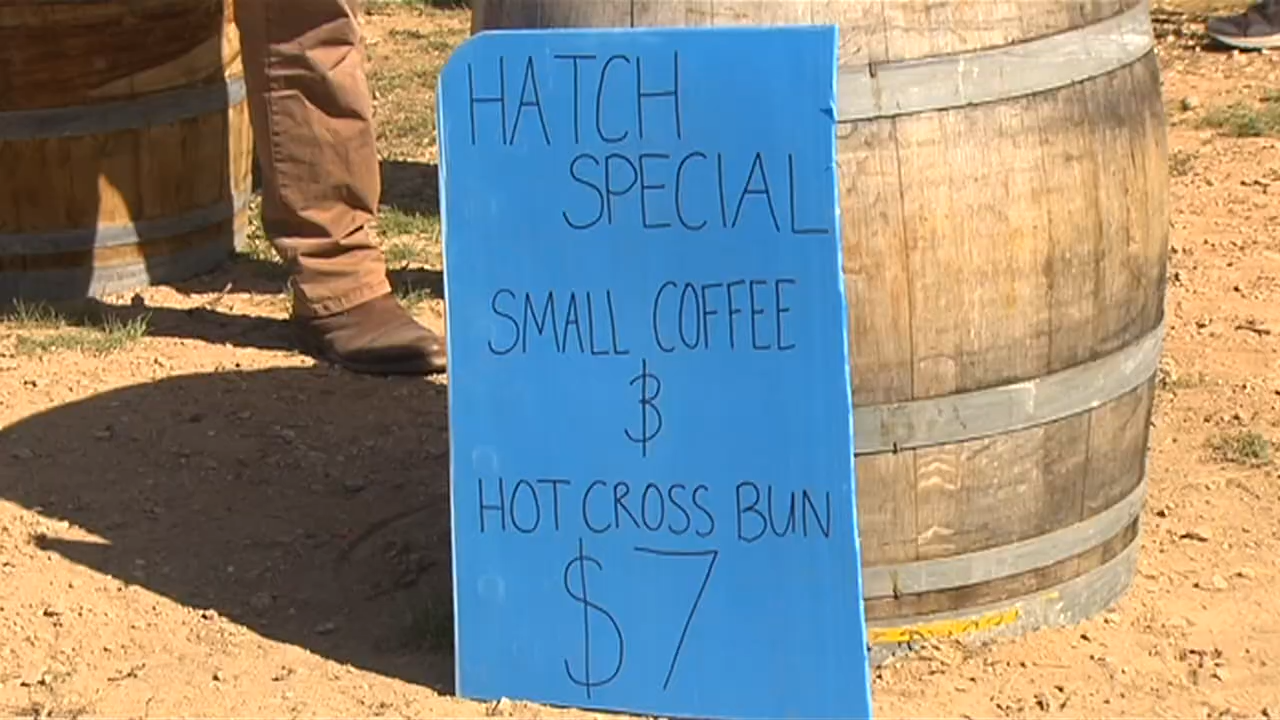 HATCH
SPECIAL
SMALL COFFEE
&
HOT CROSS BUN
$7